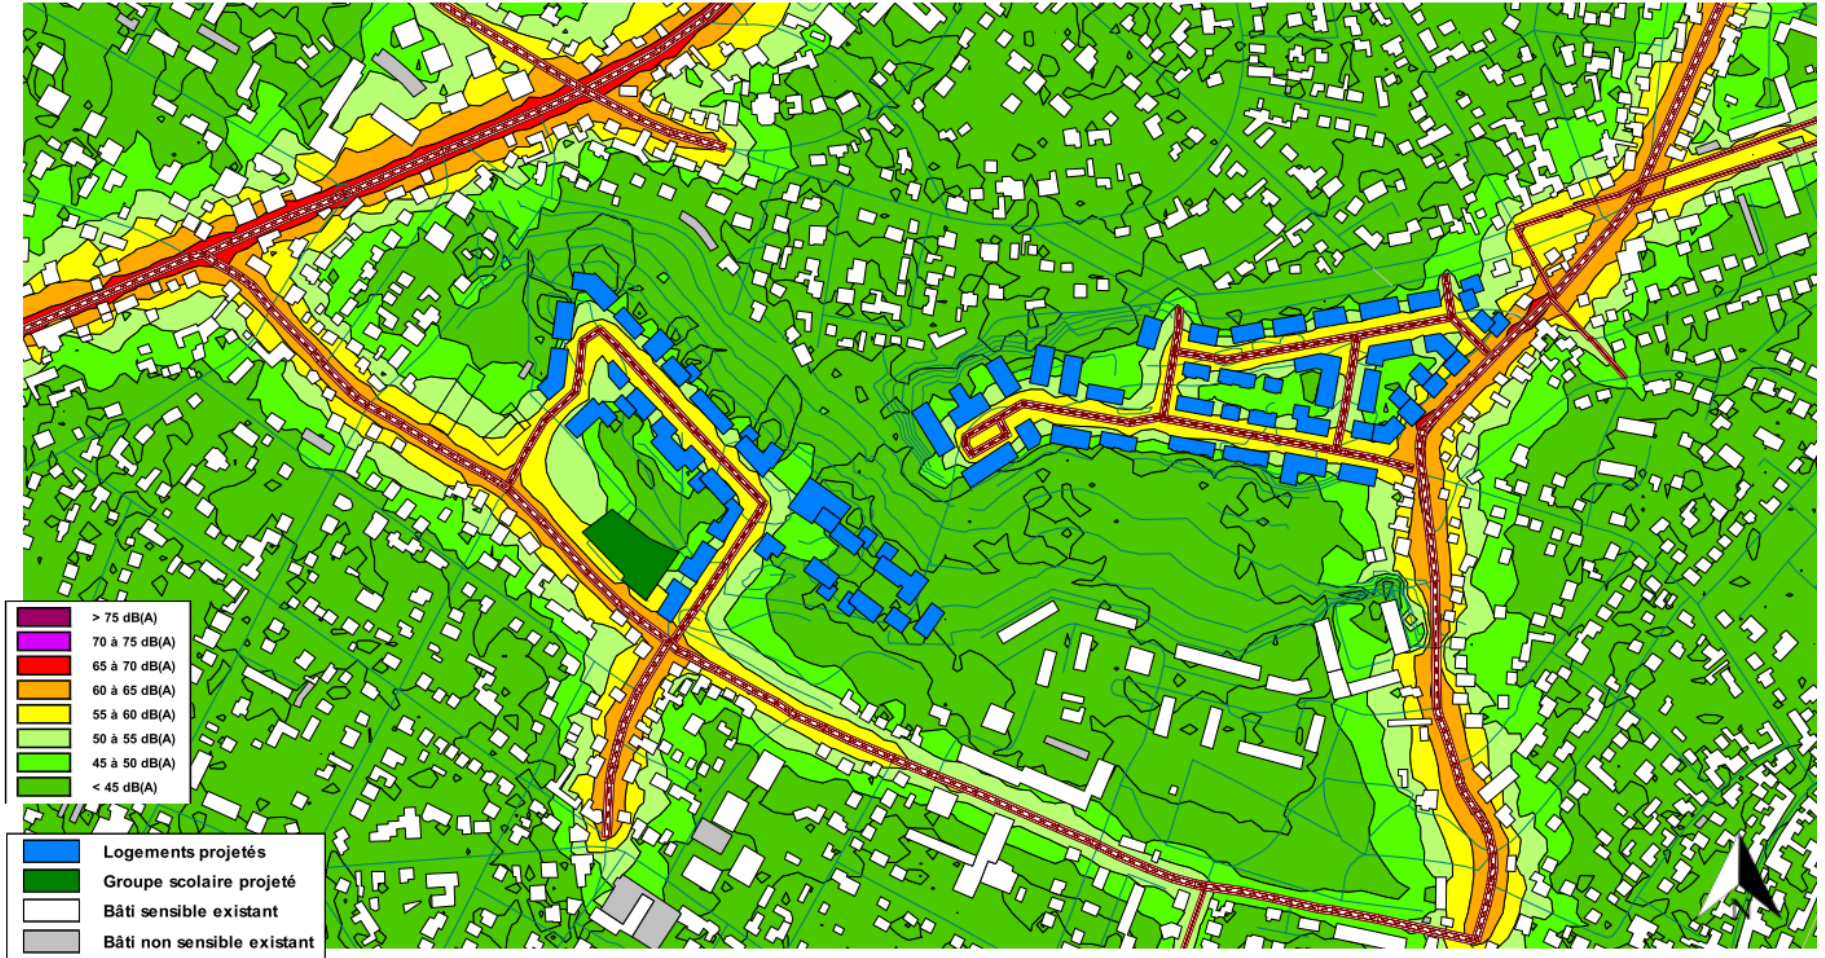 > 75 dB(A)
70 à 75 dB(A)
65 à 70 dB(A)
60 à 65 dB(A)
55 à 60 dB(A)
50 à 55 dB(A)
45 à 50 dB(A)
< 45 dB(A)
Logements projetés
Groupe scolaire projeté
Bâti sensible existant
Bâti non sensible existant